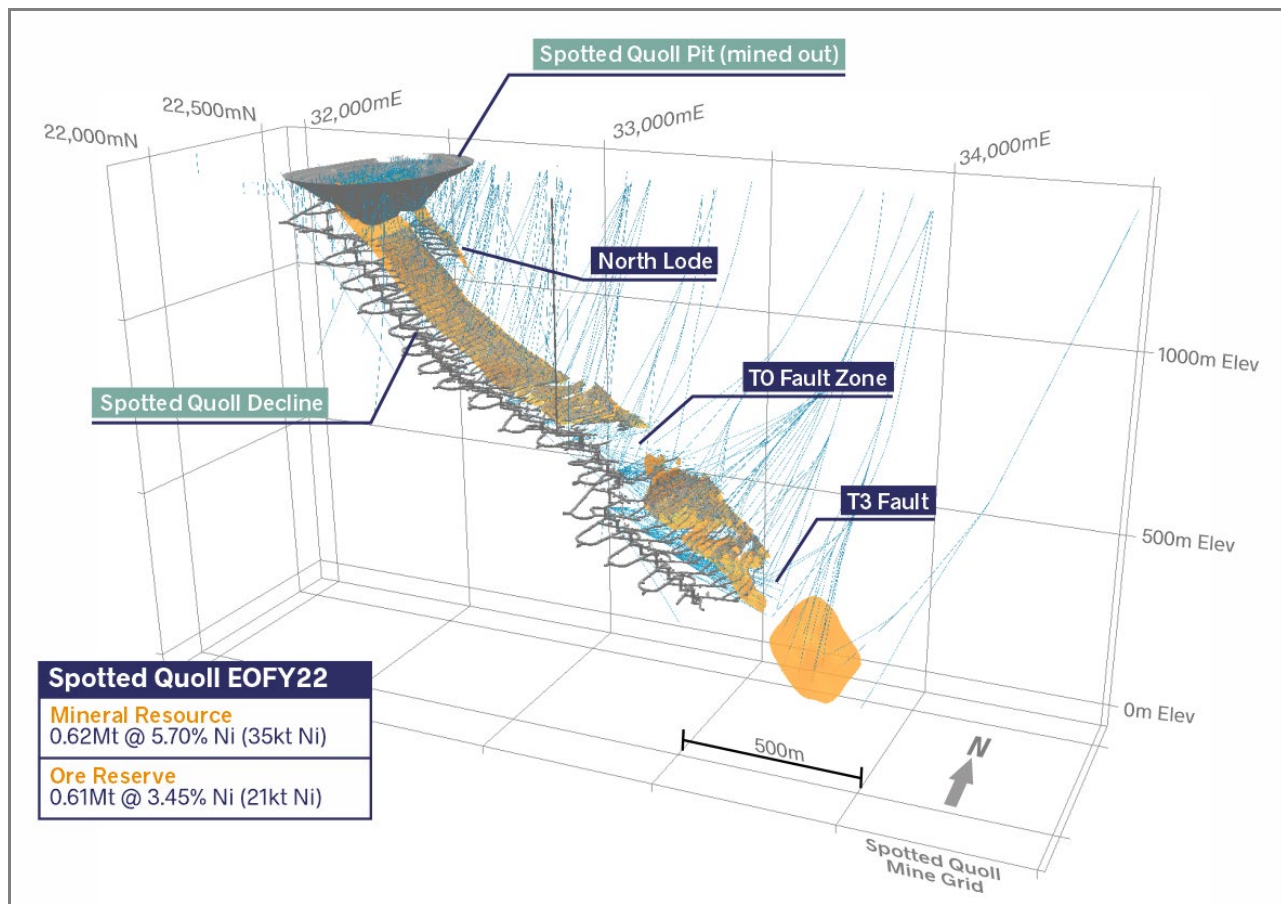 Spotted Quoll Pit (mined out)
22,000mN
22,500mN
32,000mE
33,000mE
34,000mE
North Lode
1000m Elev
T0 Fault Zone
Spotted Quoll Decline
T3 Fault
500m Elev
Spotted Quoll EOFY22
Mineral Resource
0.62Mt @ 5.70% Ni (35kt Ni)
Ore Reserve
0.61Mt @ 3.45% Ni (21kt Ni)
0m Elev
500m
N
Spotted Quoll
Mine Grid